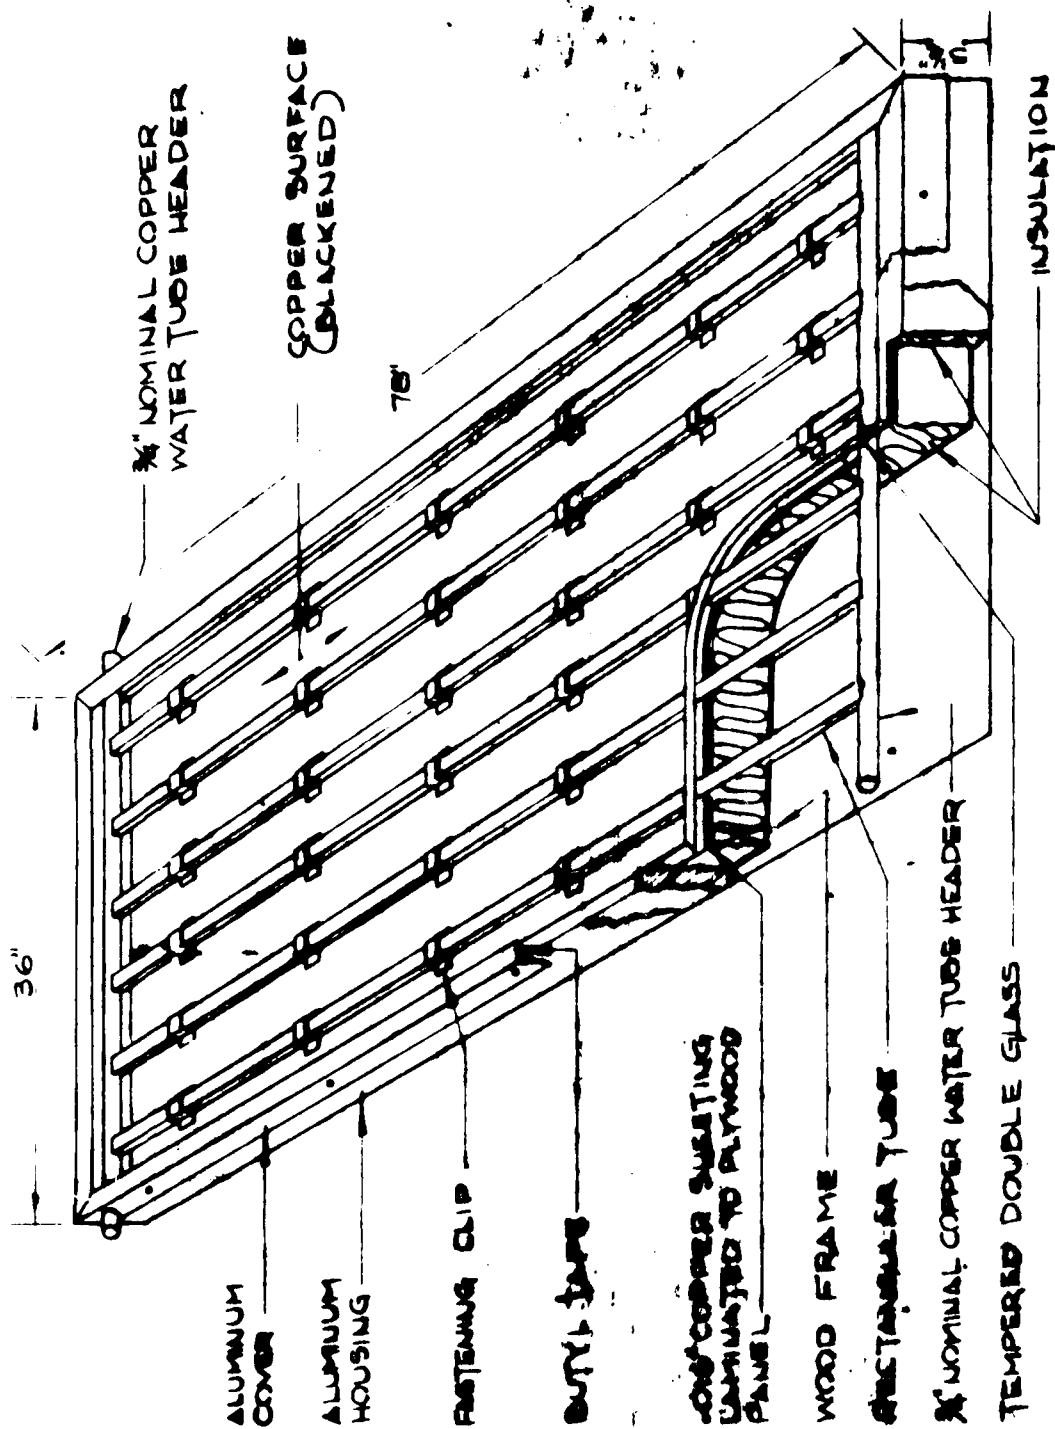 36"
¾" NOMINAL COPPER
WATER TUBE HEADER
COPPER SURFACE
(BLACKENED)
78"
INSULATION
ALUMINUM
COVER
ALUMINUM
HOUSING
FASTENING CLIP
BUTYL TAPE
COPPER SHEETING
LAMINATED TO PLYWOOD
PANEL
WOOD FRAME
RECTANGULAR TUBE
¾" NOMINAL COPPER WATER TUBE HEADER
TEMPERED DOUBLE GLASS